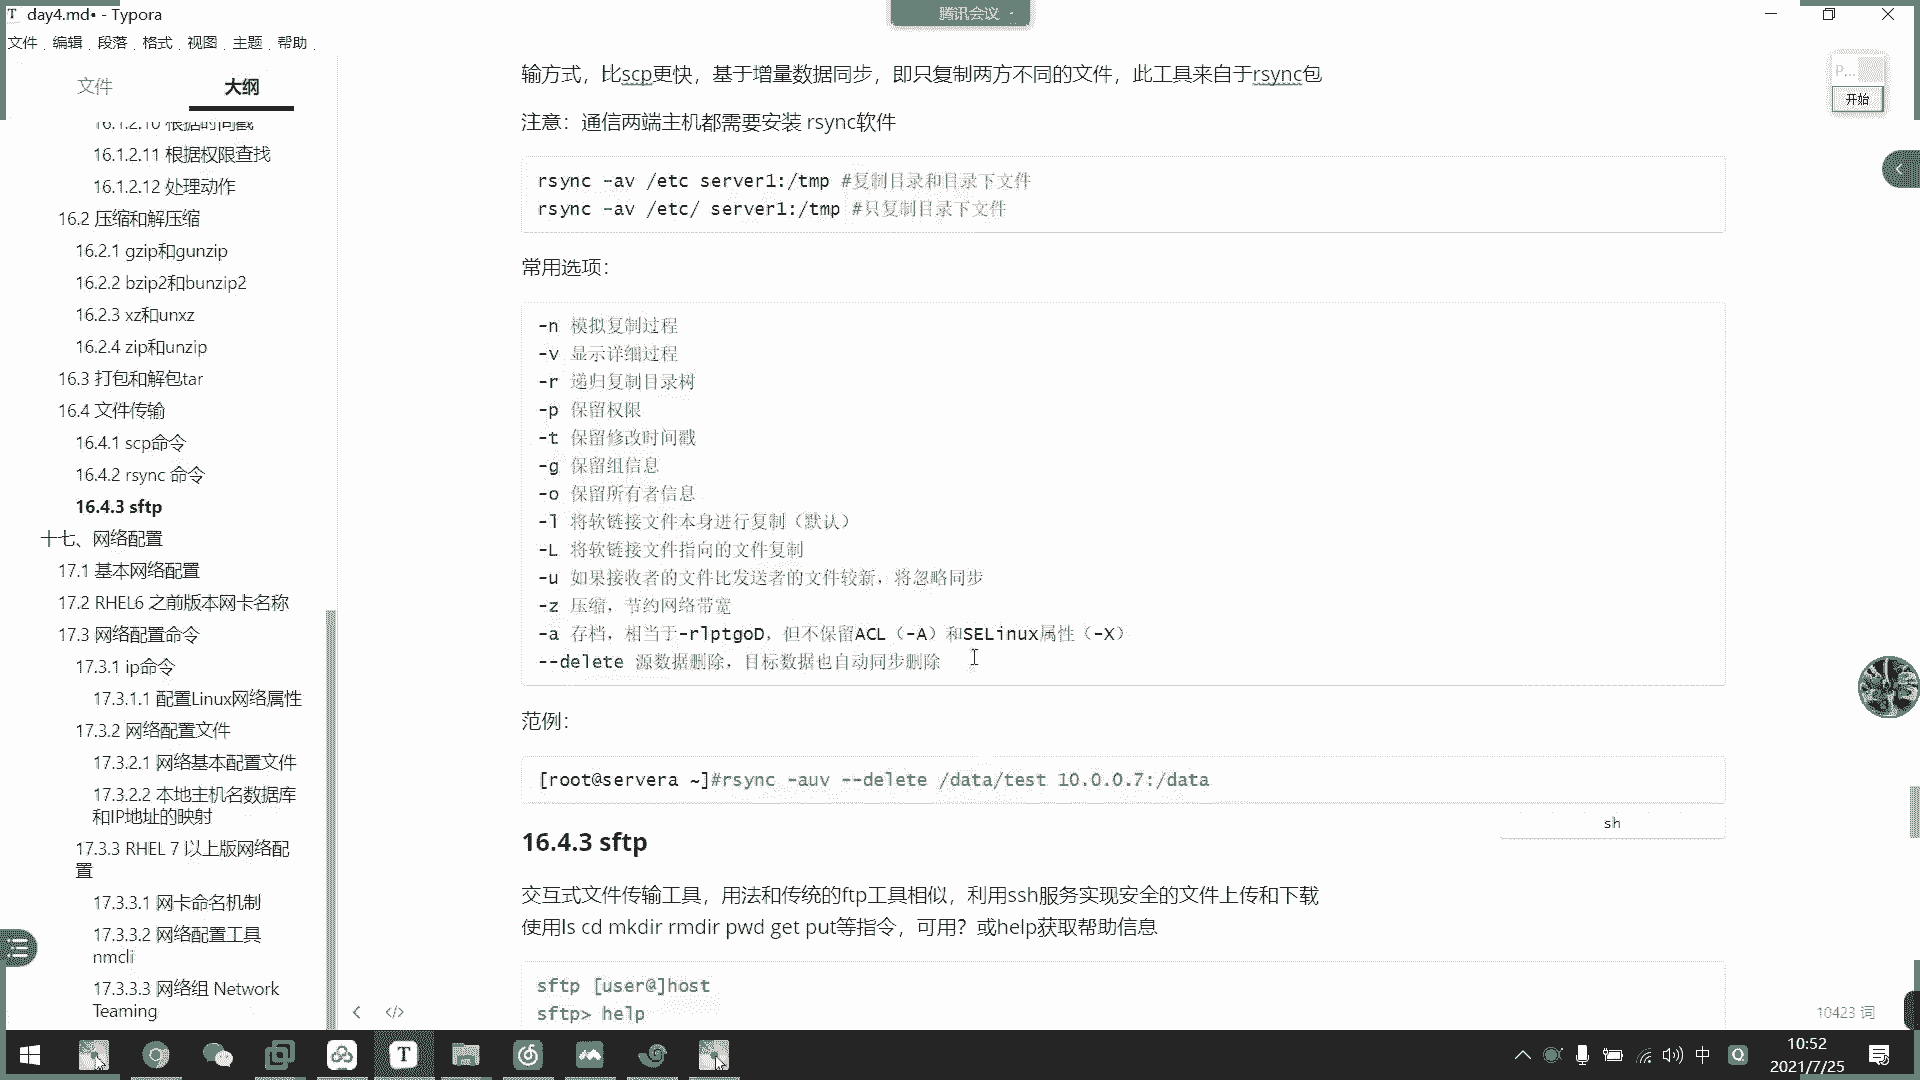 day4.md• - Typora
腾讯会议
文件 编辑 段落 格式 视图 主题 帮助
文件
大纲
16.1.2.10 根据时间戳
16.1.2.11 根据权限查找
16.1.2.12 处理动作
16.2 压缩和解压缩
16.2.1 gzip和gunzip
16.2.2 bzip2和bunzip2
16.2.3 xz和unxz
16.2.4 zip和unzip
16.3 打包和解包tar
16.4 文件传输
16.4.1 scp命令
16.4.2 rsync 命令
16.4.3 sftp
十七、网络配置
17.1 基本网络配置
17.2 RHEL6 之前版本网卡名称
17.3 网络配置命令
17.3.1 ip命令
17.3.1.1 配置Linux网络属性
17.3.2 网络配置文件
17.3.2.1 网络基本配置文件
17.3.2.2 本地主机名数据库
和IP地址的映射
17.3.3 RHEL 7 以上版网络配
置
17.3.3.1 网卡命名机制
17.3.3.2 网络配置工具
nmcli
17.3.3.3 网络组 Network
Teaming
输方式，比scp更快，基于增量数据同步，即只复制两方不同的文件，此工具来自于rsync包
注意：通信两端主机都需要安装 rsync软件
rsync -av /etc server1:/tmp #复制目录和目录下文件
rsync -av /etc/ server1:/tmp #只复制目录下文件
常用选项：
-n 模拟复制过程
-v 显示详细过程
-r 递归复制目录树
-p 保留权限
-t 保留修改时间戳
-g 保留组信息
-o 保留所有者信息
-l 将软链接文件本身进行复制（默认）
-L 将软链接文件指向的文件复制
-u 如果接收者的文件比发送者的文件较新，将忽略同步
-z 压缩，节约网络带宽
-a 存档，相当于-rlptgoD，但不保留ACL（-A）和SELinux属性（-X）
--delete 源数据删除，目标数据也自动同步删除
范例：
[root@servera ~]#rsync -auv --delete /data/test 10.0.0.7:/data
sh
16.4.3 sftp
交互式文件传输工具，用法和传统的ftp工具相似，利用ssh服务实现安全的文件上传和下载
使用ls cd mkdir rmdir pwd get put等指令，可用？或help获取帮助信息
sftp [user@]host
sftp> help
P...
开始
10423 词
中
10:52
2021/7/25